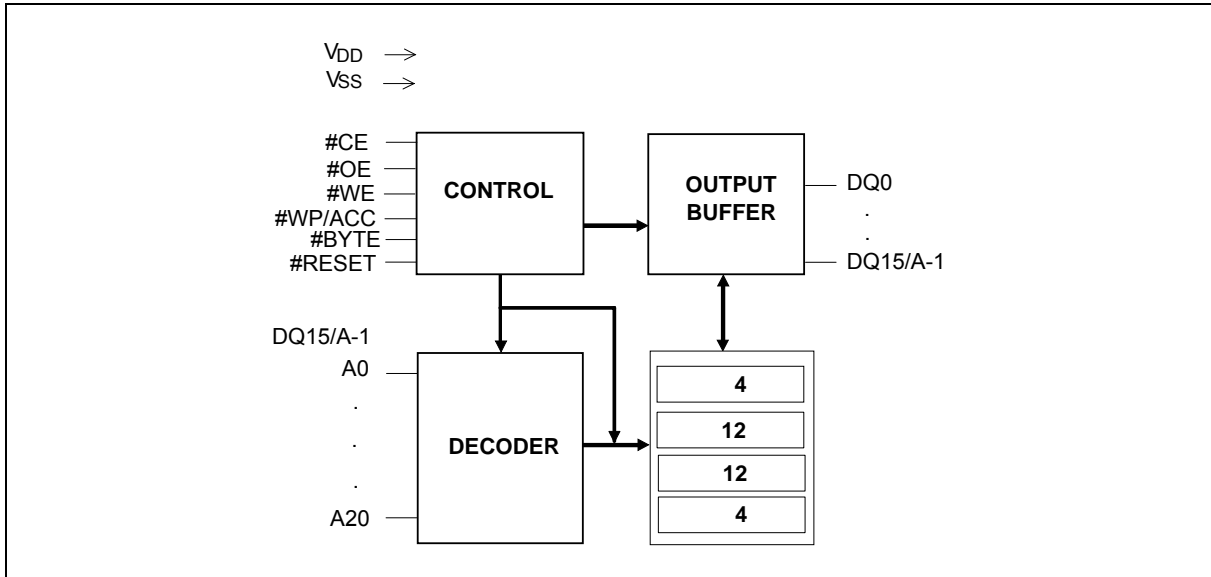 VDD
VSS
#CE
#OE
#WE
#WP/ACC
#BYTE
#RESET
CONTROL
OUTPUT
BUFFER
DQ0
.
.
DQ15/A-1
DQ15/A-1
A0
.
.
.
A20
DECODER
4
12
12
4